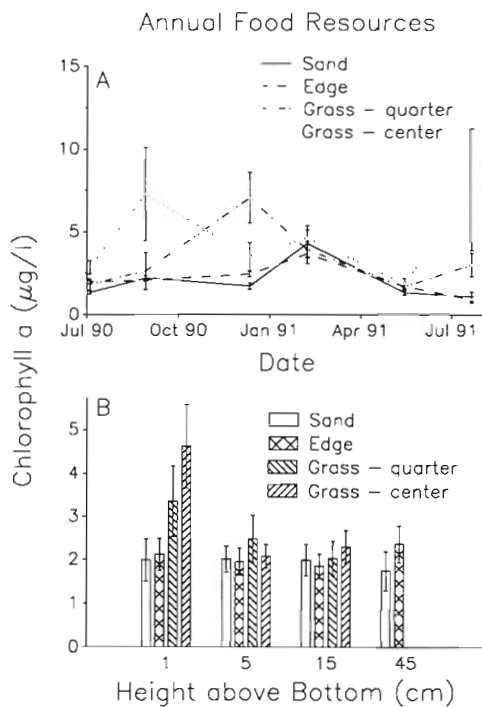 Annual Food Resources
Chlorophyll a (µg/l)
A
Sand
Edge
Grass – quarter
Grass – center
15
10
5
0
Jul 90 Oct 90 Jan 91 Apr 91 Jul 91
Date
B
Sand
Edge
Grass – quarter
Grass – center
5
4
3
2
1
0
1 5 15 45
Height above Bottom (cm)